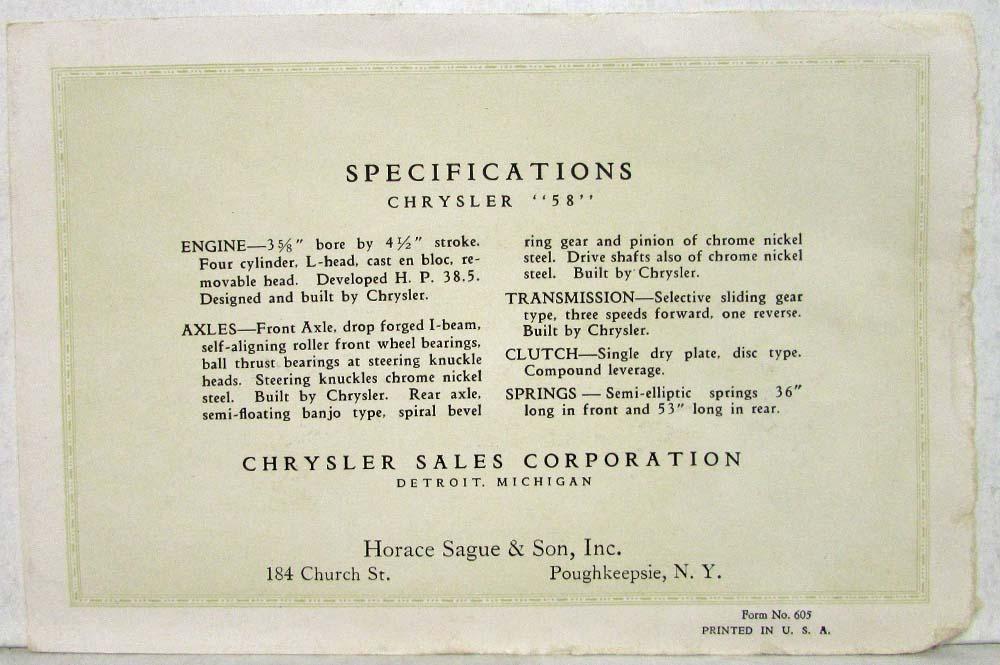 SPECIFICATIONS
CHRYSLER ‘‘58’’
ENGINE—3⅝″ bore by 4½″ stroke.
Four cylinder, L-head, cast en bloc, re-
movable head. Developed H. P. 38.5.
Designed and built by Chrysler.
AXLES—Front Axle, drop forged I-beam,
self-aligning roller front wheel bearings,
ball thrust bearings at steering knuckle
heads. Steering knuckles chrome nickel
steel. Built by Chrysler. Rear axle,
semi-floating banjo type, spiral bevel
ring gear and pinion of chrome nickel
steel. Drive shafts also of chrome nickel
steel. Built by Chrysler.
TRANSMISSION—Selective sliding gear
type, three speeds forward, one reverse.
Built by Chrysler.
CLUTCH—Single dry plate, disc type.
Compound leverage.
SPRINGS — Semi-elliptic springs 36″
long in front and 53″ long in rear.
CHRYSLER SALES CORPORATION
DETROIT, MICHIGAN
Horace Sague & Son, Inc.
184 Church St. Poughkeepsie, N. Y.
Form No. 605
PRINTED IN U. S. A.